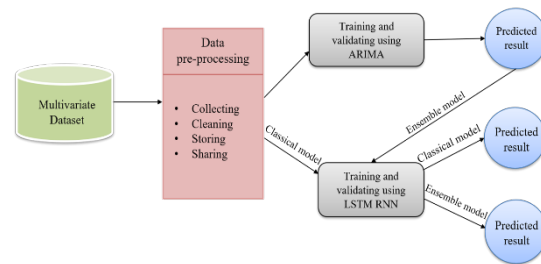 Multivariate
Dataset
Data
pre-processing
• Collecting
• Cleaning
• Storing
• Sharing
Training and
validating using
ARIMA
Predicted
result
Ensemble model
Classical model
Classical model
Training and
validating using
LSTM RNN
Predicted
result
Ensemble model
Predicted
result